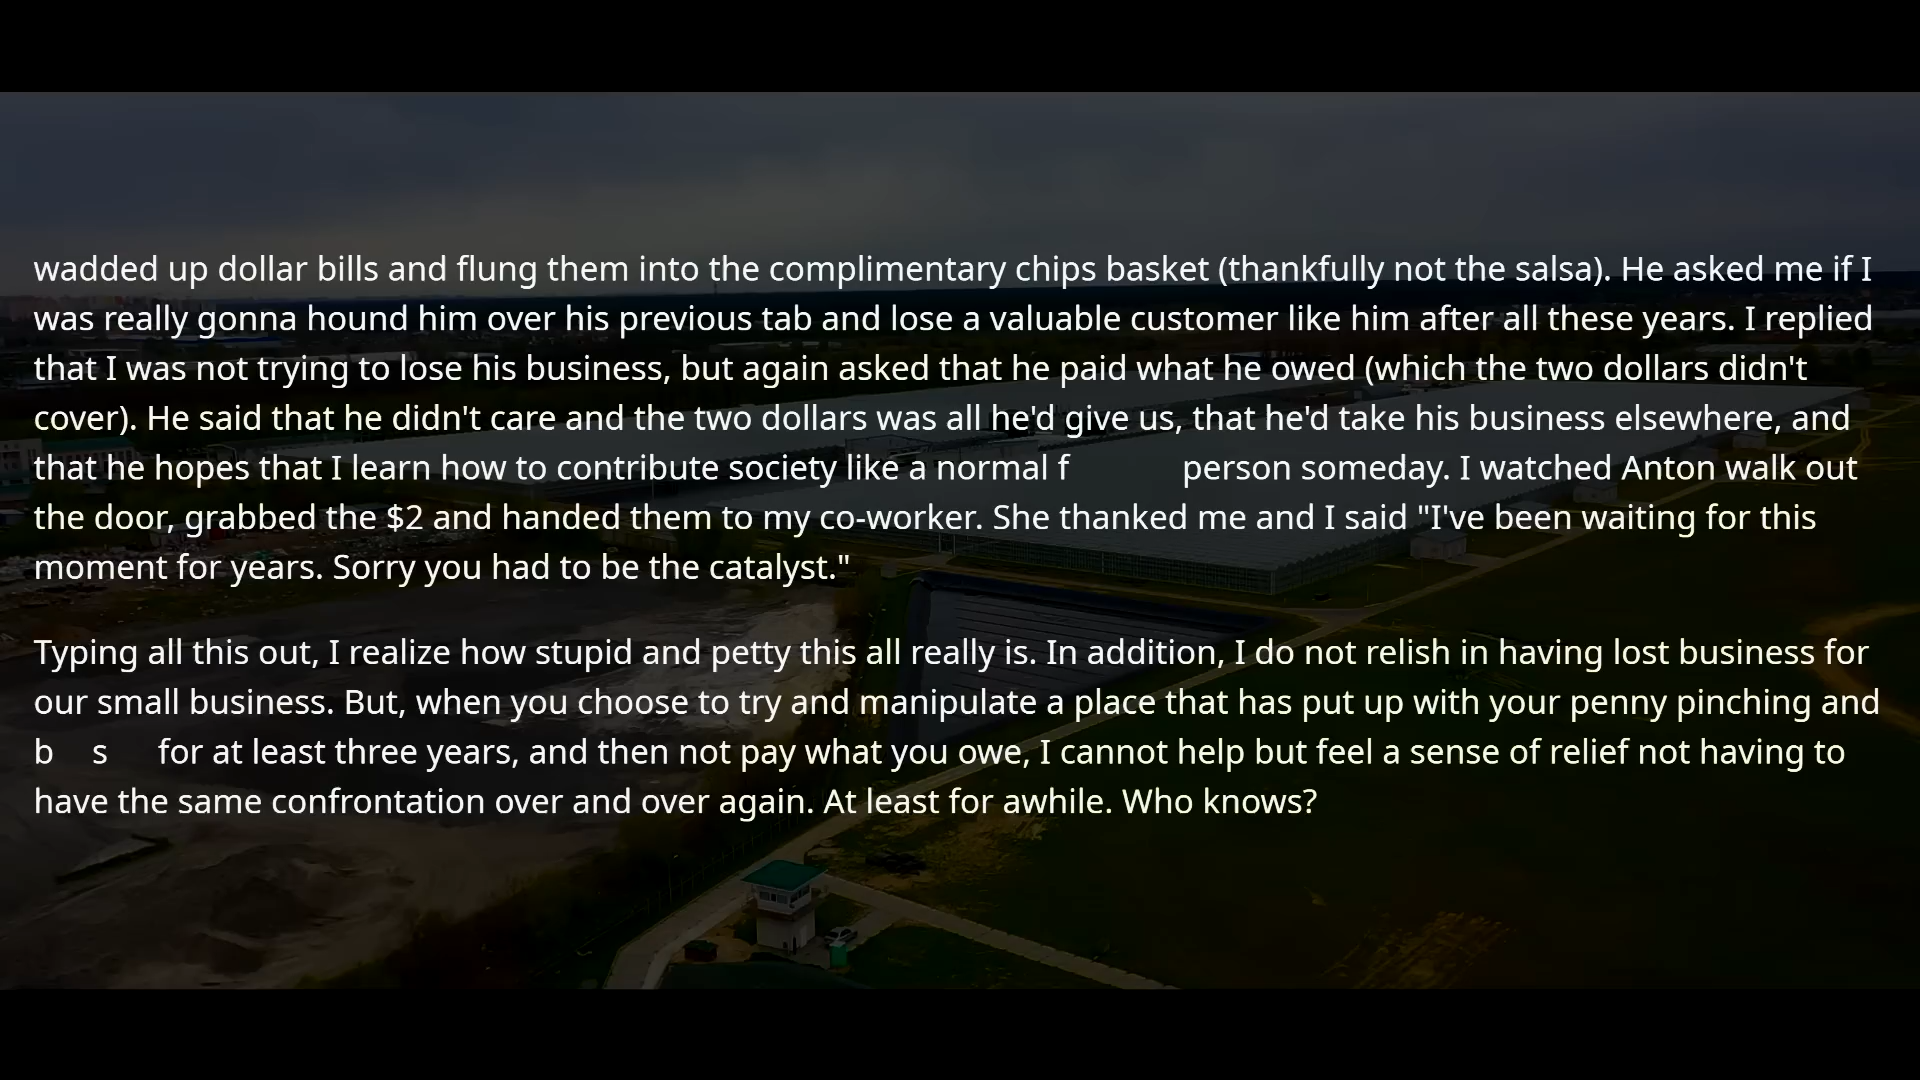 wadded up dollar bills and flung them into the complimentary chips basket (thankfully not the salsa). He asked me if I
was really gonna hound him over his previous tab and lose a valuable customer like him after all these years. I replied
that I was not trying to lose his business, but again asked that he paid what he owed (which the two dollars didn't
cover). He said that he didn't care and the two dollars was all he'd give us, that he'd take his business elsewhere, and
that he hopes that I learn how to contribute society like a normal f person someday. I watched Anton walk out
the door, grabbed the $2 and handed them to my co-worker. She thanked me and I said "I've been waiting for this
moment for years. Sorry you had to be the catalyst."
Typing all this out, I realize how stupid and petty this all really is. In addition, I do not relish in having lost business for
our small business. But, when you choose to try and manipulate a place that has put up with your penny pinching and
b s for at least three years, and then not pay what you owe, I cannot help but feel a sense of relief not having to
have the same confrontation over and over again. At least for awhile. Who knows?